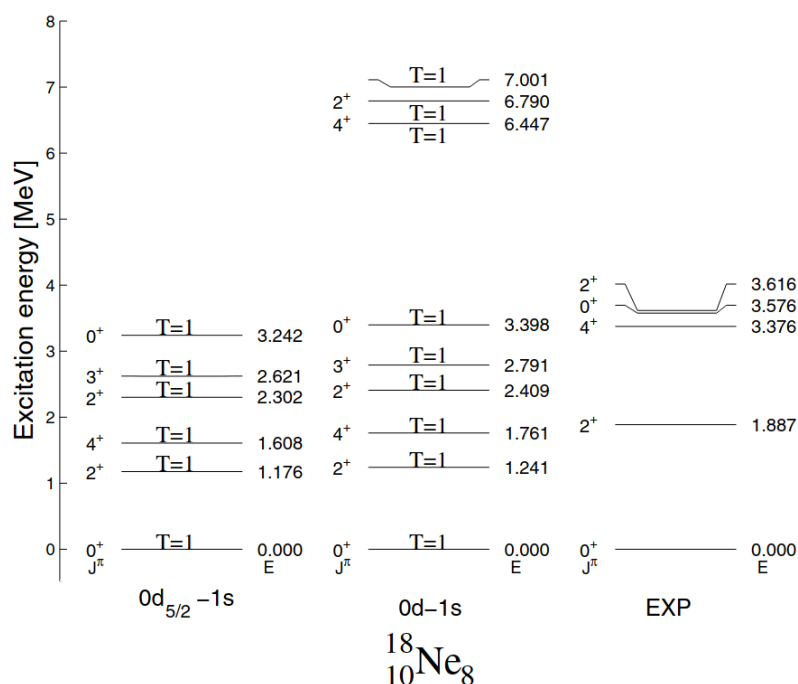 Excitation energy [MeV]
8
7
6
5
4
3
2
1
0
0+ T=1 3.242
3+ T=1 2.621
2+ T=1 2.302
4+ T=1 1.608
2+ T=1 1.176
0+ T=1 0.000
Jπ E
0d5/2 -1s
T=1 7.001
2+ 6.790
4+ T=1 6.447
T=1
0+ T=1 3.398
3+ T=1 2.791
2+ T=1 2.409
4+ T=1 1.761
2+ T=1 1.241
0+ T=1 0.000
Jπ E
0d-1s
2+ 3.616
0+ 3.576
4+ 3.376
2+ 1.887
0+ 0.000
Jπ E
EXP
18 10 Ne 8